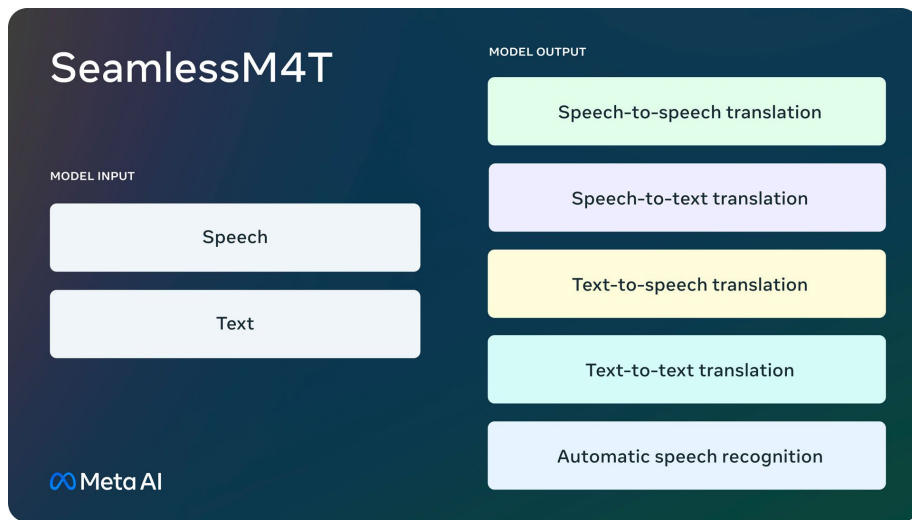 SeamlessM4T
MODEL INPUT
Speech
Text
MODEL OUTPUT
Speech-to-speech translation
Speech-to-text translation
Text-to-speech translation
Text-to-text translation
Automatic speech recognition
Meta AI